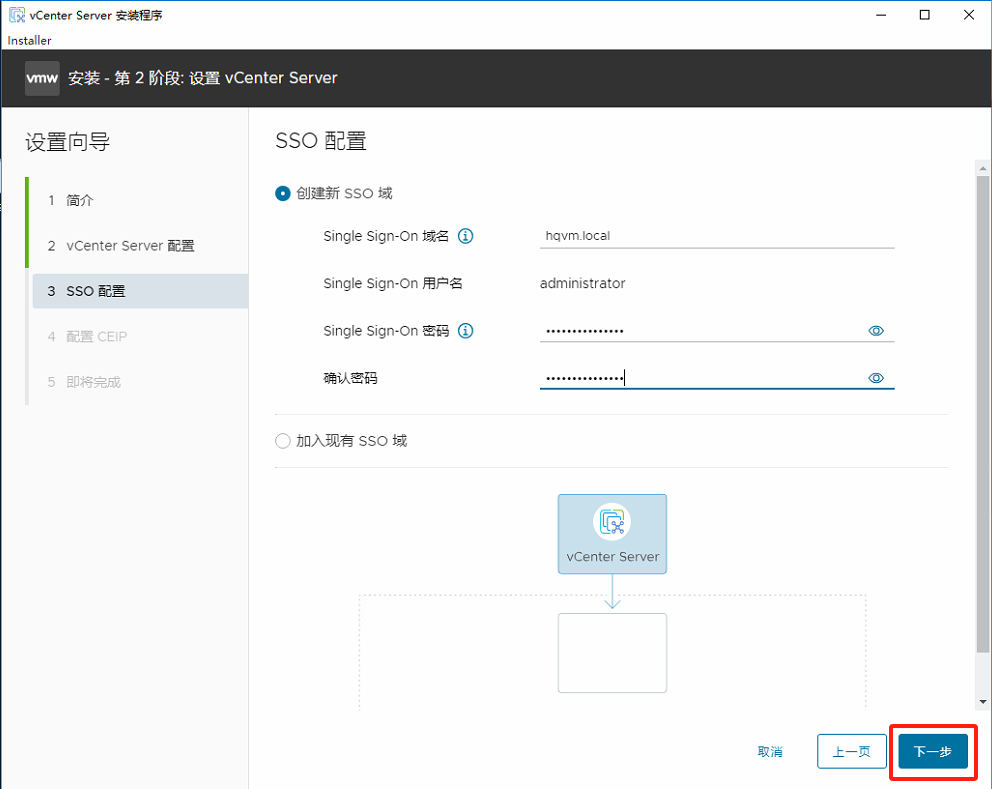 vCenter Server 安装程序
Installer
vmw 安装 - 第 2 阶段: 设置 vCenter Server
设置向导
1 简介
2 vCenter Server 配置
3 SSO 配置
4 配置 CEIP
5 即将完成
SSO 配置
创建新 SSO 域
Single Sign-On 域名 hqvm.local
Single Sign-On 用户名 administrator
Single Sign-On 密码 •••••••••••••••
确认密码 •••••••••••••••
加入现有 SSO 域
vCenter Server
取消 上一页 下一步